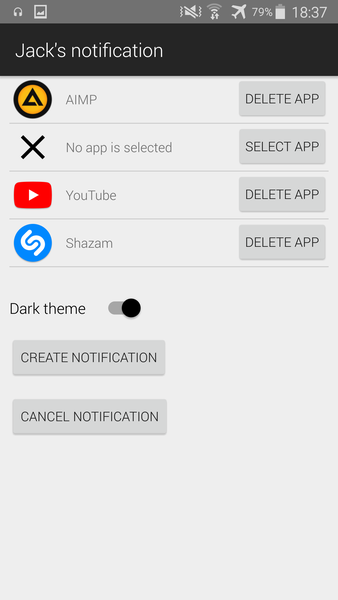 79% 18:37
Jack's notification
AIMP DELETE APP
No app is selected SELECT APP
YouTube DELETE APP
Shazam DELETE APP
Dark theme
CREATE NOTIFICATION
CANCEL NOTIFICATION